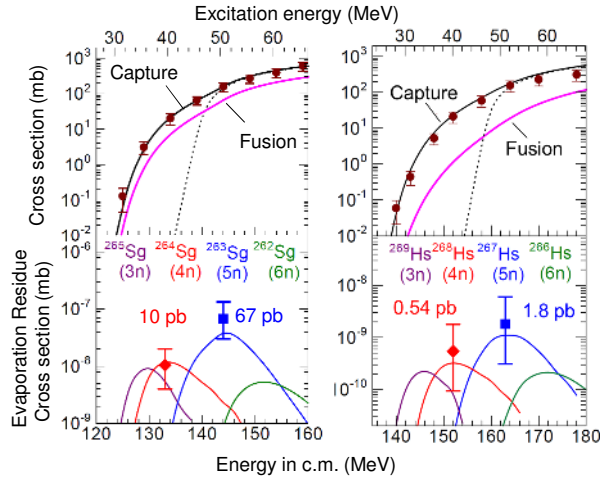 Excitation energy (MeV)
30 40 50 60
40 50 60 70 80
Cross section (mb)
10³
10²
10¹
10⁰
10⁻¹
10⁻²
Capture
Fusion
10³
10²
10¹
10⁰
10⁻¹
10⁻²
Capture
Fusion
Evaporation Residue
Cross section (mb)
10⁻⁶
10⁻⁷
10⁻⁸
10⁻⁹
²⁶⁵Sg ²⁶⁴Sg ²⁶³Sg ²⁶²Sg
(3n) (4n) (5n) (6n)
10 pb 67 pb
10⁻⁸
10⁻⁹
10⁻¹⁰
²⁶⁹Hs ²⁶⁸Hs ²⁶⁷Hs ²⁶⁶Hs
(3n) (4n) (5n) (6n)
0.54 pb 1.8 pb
120 130 140 150 160
140 150 160 170 180
Energy in c.m. (MeV)